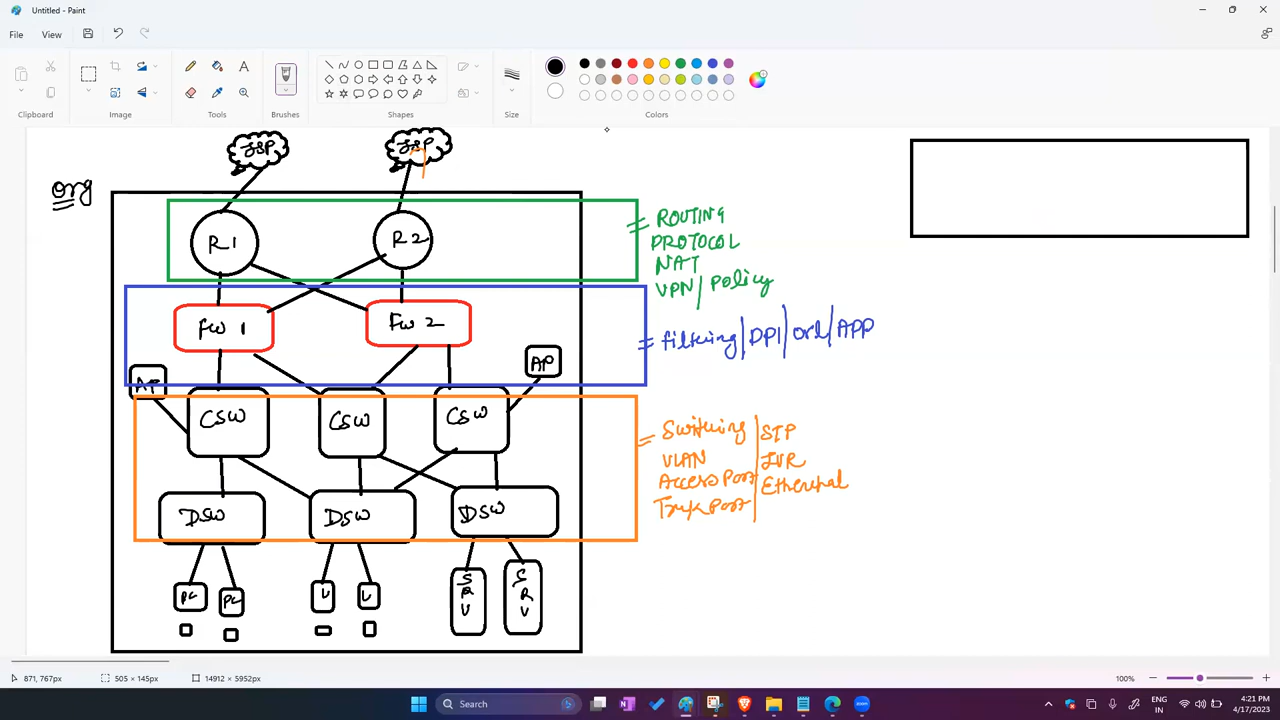 Untitled - Paint
File
View
Clipboard
Image
Tools
Brushes
Shapes
Size
Colors
ISP
ISP
org
R1
R2
ROUTING
PROTOCOL
NAT
VPN/Policy
FW 1
FW 2
filtering/DPI/url/APP
AP
AP
CSW
CSW
CSW
Switching
STP
VLAN
IVR
Access Port
Trunk Port
DSW
DSW
DSW
PC
PC
L
L
SRV
SRV
871, 767px
505 × 145px
14912 × 5952px
100%
Search
ENG
IN
4:21 PM
4/17/2023